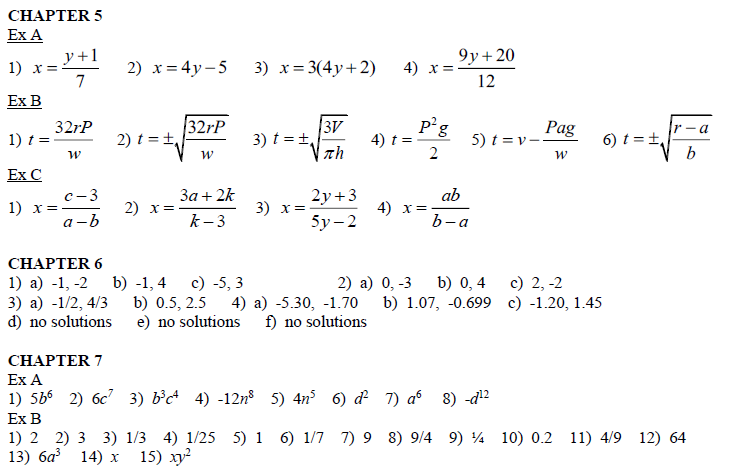 CHAPTER 5
Ex A
1) x = (y + 1)/7 2) x = 4y − 5 3) x = 3(4y + 2) 4) x = (9y + 20)/12
Ex B
1) t = 32rP/w 2) t = ±√(32rP/w) 3) t = ±√(3V/πh) 4) t = P²g/2 5) t = v − Pag/w 6) t = ±√((r − a)/b)
Ex C
1) x = (c − 3)/(a − b) 2) x = (3a + 2k)/(k − 3) 3) x = (2y + 3)/(5y − 2) 4) x = ab/(b − a)
CHAPTER 6
1) a) -1, -2 b) -1, 4 c) -5, 3 2) a) 0, -3 b) 0, 4 c) 2, -2
3) a) -1/2, 4/3 b) 0.5, 2.5 4) a) -5.30, -1.70 b) 1.07, -0.699 c) -1.20, 1.45
d) no solutions e) no solutions f) no solutions
CHAPTER 7
Ex A
1) 5b⁶ 2) 6c⁷ 3) b³c⁴ 4) -12n⁸ 5) 4n⁵ 6) d² 7) a⁶ 8) -d¹²
Ex B
1) 2 2) 3 3) 1/3 4) 1/25 5) 1 6) 1/7 7) 9 8) 9/4 9) ¼ 10) 0.2 11) 4/9 12) 64
13) 6a³ 14) x 15) xy²